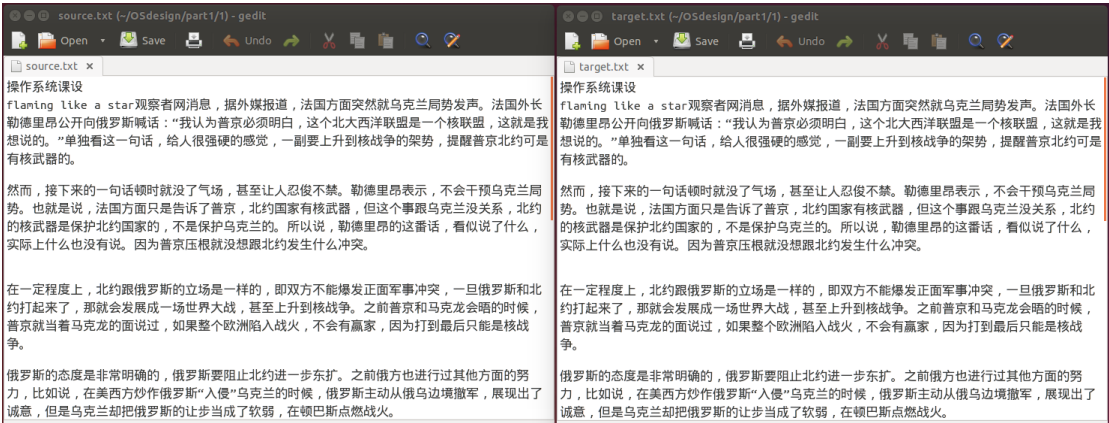 source.txt (~/OSdesign/part1/1) - gedit
Open Save Undo
source.txt ×
操作系统课设
flaming like a star观察者网消息，据外媒报道，法国方面突然就乌克兰局势发声。法国外长
勒德里昂公开向俄罗斯喊话：“我认为普京必须明白，这个北大西洋联盟是一个核联盟，这就是我
想说的。”单独看这一句话，给人很强硬的感觉，一副要上升到核战争的架势，提醒普京北约可是
有核武器的。
然而，接下来的一句话顿时就没了气场，甚至让人忍俊不禁。勒德里昂表示，不会干预乌克兰局
势。也就是说，法国方面只是告诉了普京，北约国家有核武器，但这个事跟乌克兰没关系，北约
的核武器是保护北约国家的，不是保护乌克兰的。所以说，勒德里昂的这番话，看似说了什么，
实际上什么也没有说。因为普京压根就没想跟北约发生什么冲突。
在一定程度上，北约跟俄罗斯的立场是一样的，即双方不能爆发正面军事冲突，一旦俄罗斯和北
约打起来了，那就会发展成一场世界大战，甚至上升到核战争。之前普京和马克龙会晤的时候，
普京就当着马克龙的面说过，如果整个欧洲陷入战火，不会有赢家，因为打到最后只能是核战
争。
俄罗斯的态度是非常明确的，俄罗斯要阻止北约进一步东扩。之前俄方也进行过其他方面的努
力，比如说，在美西方炒作俄罗斯“入侵”乌克兰的时候，俄罗斯主动从俄乌边境撤军，展现出了
诚意，但是乌克兰却把俄罗斯的让步当成了软弱，在顿巴斯点燃战火。
target.txt (~/OSdesign/part1/1) - gedit
Open Save Undo
target.txt ×
操作系统课设
flaming like a star观察者网消息，据外媒报道，法国方面突然就乌克兰局势发声。法国外长
勒德里昂公开向俄罗斯喊话：“我认为普京必须明白，这个北大西洋联盟是一个核联盟，这就是我
想说的。”单独看这一句话，给人很强硬的感觉，一副要上升到核战争的架势，提醒普京北约可是
有核武器的。
然而，接下来的一句话顿时就没了气场，甚至让人忍俊不禁。勒德里昂表示，不会干预乌克兰局
势。也就是说，法国方面只是告诉了普京，北约国家有核武器，但这个事跟乌克兰没关系，北约
的核武器是保护北约国家的，不是保护乌克兰的。所以说，勒德里昂的这番话，看似说了什么，
实际上什么也没有说。因为普京压根就没想跟北约发生什么冲突。
在一定程度上，北约跟俄罗斯的立场是一样的，即双方不能爆发正面军事冲突，一旦俄罗斯和北
约打起来了，那就会发展成一场世界大战，甚至上升到核战争。之前普京和马克龙会晤的时候，
普京就当着马克龙的面说过，如果整个欧洲陷入战火，不会有赢家，因为打到最后只能是核战
争。
俄罗斯的态度是非常明确的，俄罗斯要阻止北约进一步东扩。之前俄方也进行过其他方面的努
力，比如说，在美西方炒作俄罗斯“入侵”乌克兰的时候，俄罗斯主动从俄乌边境撤军，展现出了
诚意，但是乌克兰却把俄罗斯的让步当成了软弱，在顿巴斯点燃战火。